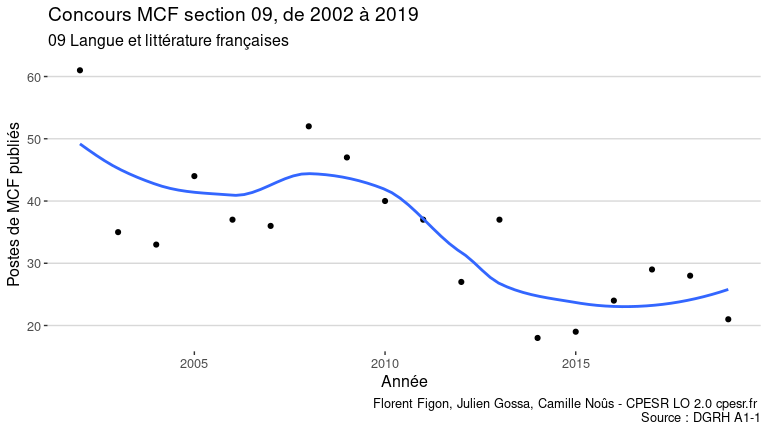 Concours MCF section 09, de 2002 à 2019
09 Langue et littérature françaises
Postes de MCF publiés
60
50
40
30
20
2005
2010
2015
Année
Florent Figon, Julien Gossa, Camille Noûs - CPESR LO 2.0 cpesr.fr
Source : DGRH A1-1